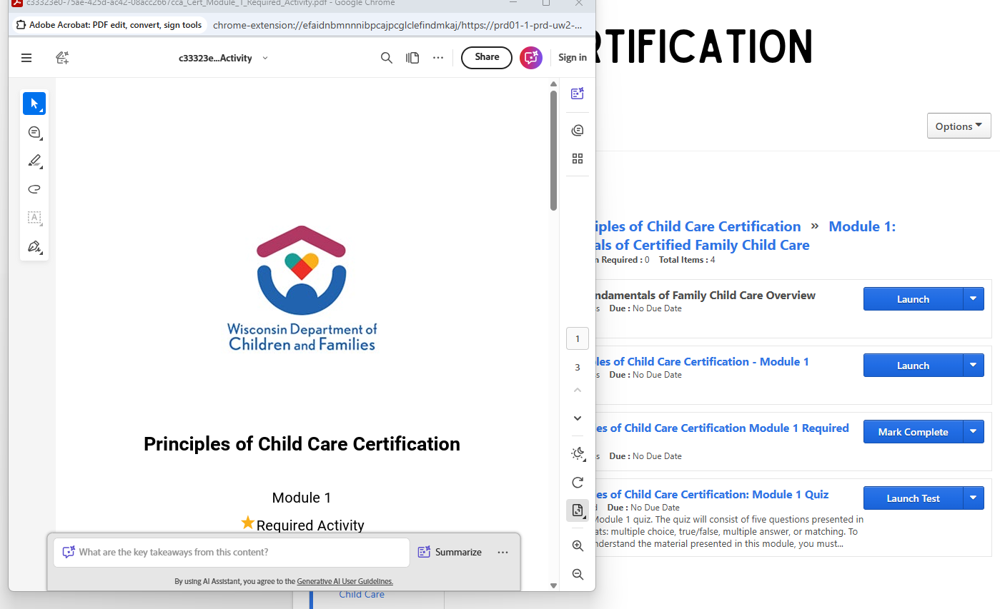 c33323e0-75ae-425d-ac42-08acc2667cca_Cert_Module_1_Required_Activity.pdf - Google Chrome
Adobe Acrobat: PDF edit, convert, sign tools
chrome-extension://efaidnbmnnnibpcajpcglclefindmkaj/https://prd01-1-prd-uw2-...
c33323e...Activity
Share
Sign in
Wisconsin Department of
Children and Families
Principles of Child Care Certification
Module 1
Required Activity
1
3
What are the key takeaways from this content?
Summarize
By using AI Assistant, you agree to the Generative AI User Guidelines.
Child Care
RTIFICATION
Options
iples of Child Care Certification » Module 1:
als of Certified Family Child Care
n Required : 0 Total Items : 4
ndamentals of Family Child Care Overview
s Due : No Due Date
Launch
les of Child Care Certification - Module 1
s Due : No Due Date
Launch
es of Child Care Certification Module 1 Required
s Due : No Due Date
Mark Complete
es of Child Care Certification: Module 1 Quiz
d Due : No Due Date
Module 1 quiz. The quiz will consist of five questions presented in
ats: multiple choice, true/false, multiple answer, or matching. To
nderstand the material presented in this module, you must...
Launch Test